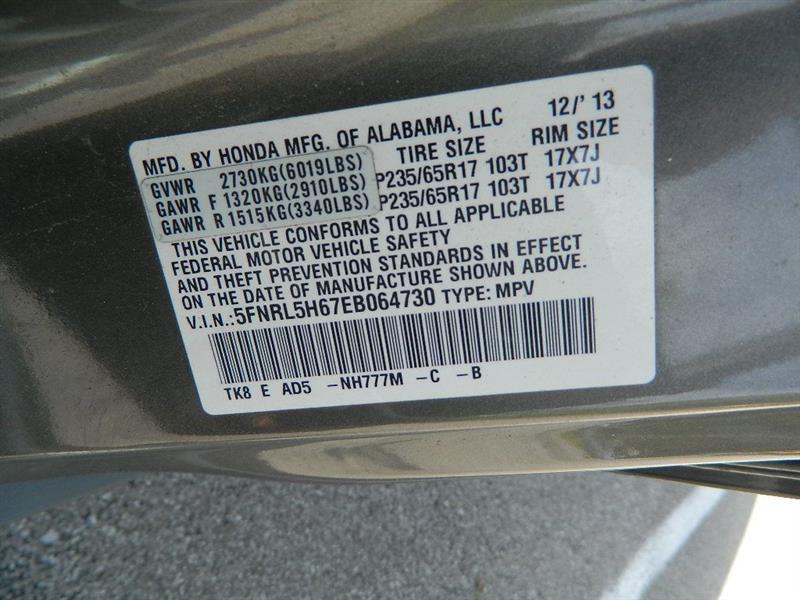 MFD. BY HONDA MFG. OF ALABAMA, LLC 12/'13
TIRE SIZE RIM SIZE
GVWR 2730KG(6019LBS)
GAWR F 1320KG(2910LBS) P235/65R17 103T 17X7J
GAWR R 1515KG(3340LBS) P235/65R17 103T 17X7J
THIS VEHICLE CONFORMS TO ALL APPLICABLE
FEDERAL MOTOR VEHICLE SAFETY
AND THEFT PREVENTION STANDARDS IN EFFECT
ON THE DATE OF MANUFACTURE SHOWN ABOVE.
V.I.N.:5FNRL5H67EB064730 TYPE: MPV
TK8 E AD5 -NH777M -C -B